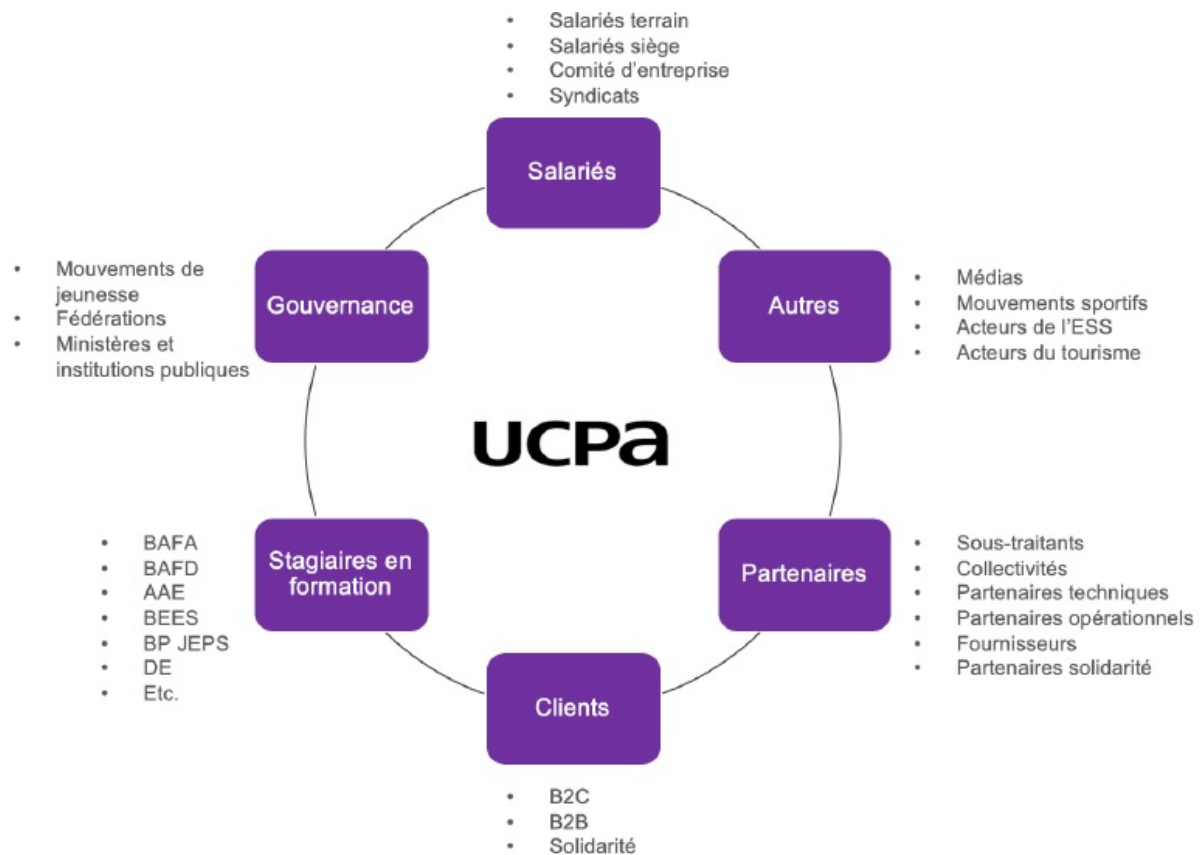 • Salariés terrain
• Salariés siège
• Comité d'entreprise
• Syndicats
Salariés
• Mouvements de
jeunesse
• Fédérations
• Ministères et
institutions publiques
Gouvernance
Autres
• Médias
• Mouvements sportifs
• Acteurs de l'ESS
• Acteurs du tourisme
ucpa
• BAFA
• BAFD
• AAE
• BEES
• BP JEPS
• DE
• Etc.
Stagiaires en
formation
Partenaires
• Sous-traitants
• Collectivités
• Partenaires techniques
• Partenaires opérationnels
• Fournisseurs
• Partenaires solidarité
Clients
• B2C
• B2B
• Solidarité